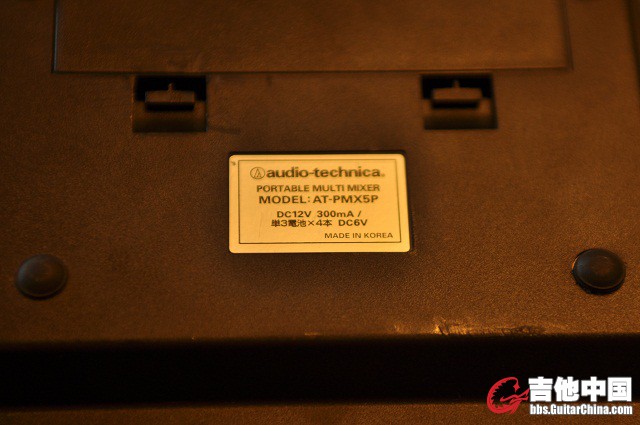 audio-technica®
PORTABLE MULTI MIXER
MODEL: AT-PMX5P
DC12V 300mA /
単3電池×4本 DC6V
MADE IN KOREA
吉他中国
bbs.GuitarChina.com